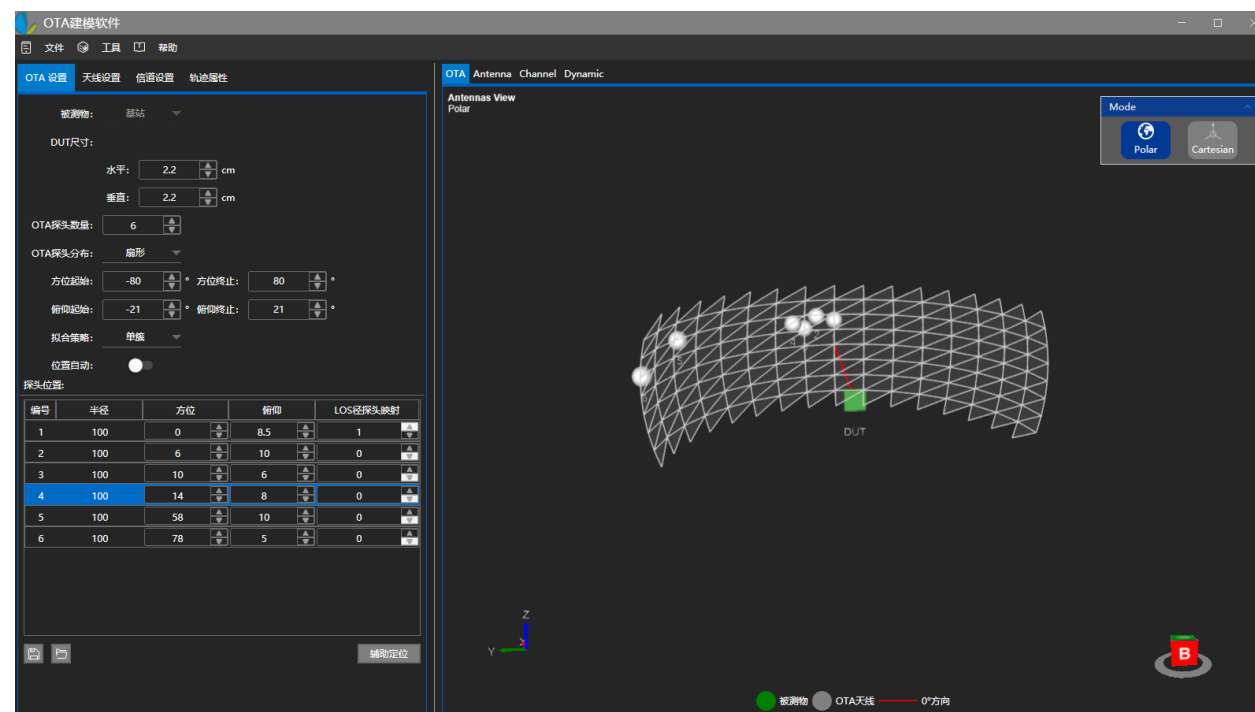 OTA建模软件
文件 工具 帮助
OTA 设置 天线设置 信道设置 轨迹属性
被测物: 基站
DUT尺寸:
水平: 2.2 cm
垂直: 2.2 cm
OTA探头数量: 6
OTA探头分布: 扇形
方位起始: -80 ° 方位终止: 80 °
俯仰起始: -21 ° 俯仰终止: 21 °
拟合策略: 单簇
位置自动:
探头位置:
编号 半径 方位 俯仰 LOS径探头映射
1 100 0 8.5 1
2 100 6 10 0
3 100 10 6 0
4 100 14 8 0
5 100 58 10 0
6 100 78 5 0
辅助定位
OTA Antenna Channel Dynamic
Antennas View
Polar
Mode
Polar Cartesian
4
2
5
6
DUT
Z
Y
B
被测物 OTA天线 0°方向